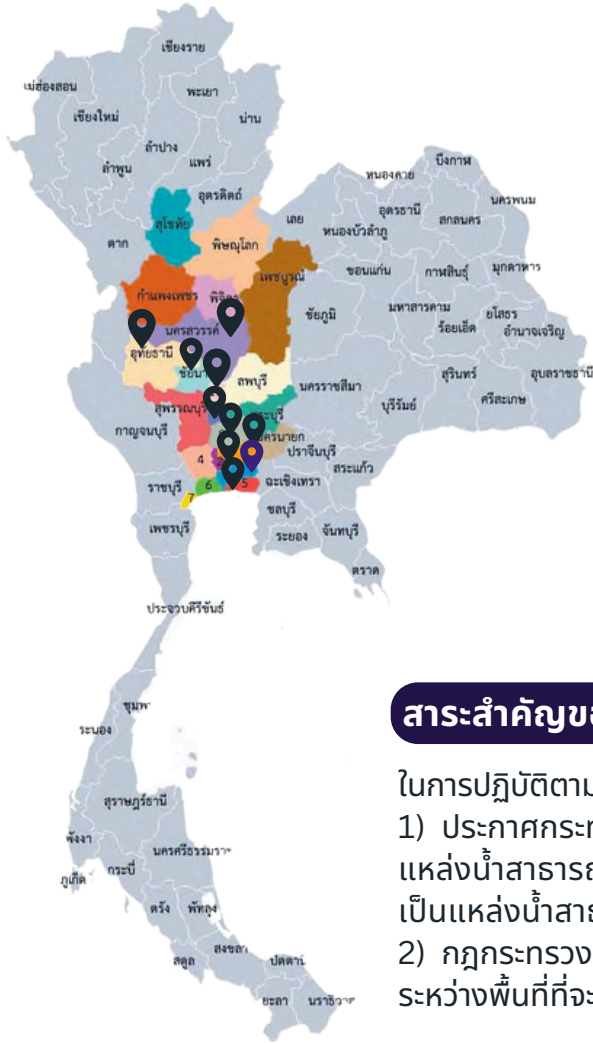 เชียงราย
แม่ฮ่องสอน
พะเยา
เชียงใหม่
น่าน
ลำปาง
ลำพูน
แพร่
อุตรดิตถ์
บึงกาฬ
หนองคาย
สุโขทัย
เลย
อุดรธานี
นครพนม
สกลนคร
หนองบัวลำภู
ตาก
พิษณุโลก
เพชรบูรณ์
ขอนแก่น
กาฬสินธุ์
มุกดาหาร
กำแพงเพชร
ชัยภูมิ
มหาสารคาม
ยโสธร
ร้อยเอ็ด
อำนาจเจริญ
นครสวรรค์
อุทัยธานี
ลพบุรี
นครราชสีมา
สุรินทร์
อุบลราชธานี
บุรีรัมย์
ศรีสะเกษ
สุพรรณบุรี
กาญจนบุรี
ปราจีนบุรี
สระแก้ว
4
ราชบุรี
6
5
ฉะเชิงเทรา
7
ชลบุรี
เพชรบุรี
ระยอง
จันทบุรี
ตราด
ประจวบคีรีขันธ์
ระนอง
สุราษฎร์ธานี
พังงา
กระบี่
ภูเก็ต
ตรัง
พัทลุง
สตูล
สงขลา
ปัตตานี
ยะลา
สาระสำคัญขอ
ในการปฏิบัติตาม
1) ประกาศกระท
แหล่งน้ำสาธารณ
เป็นแหล่งน้ำสาธ
2) กฎกระทรวง
ระหว่างพื้นที่ที่จะ